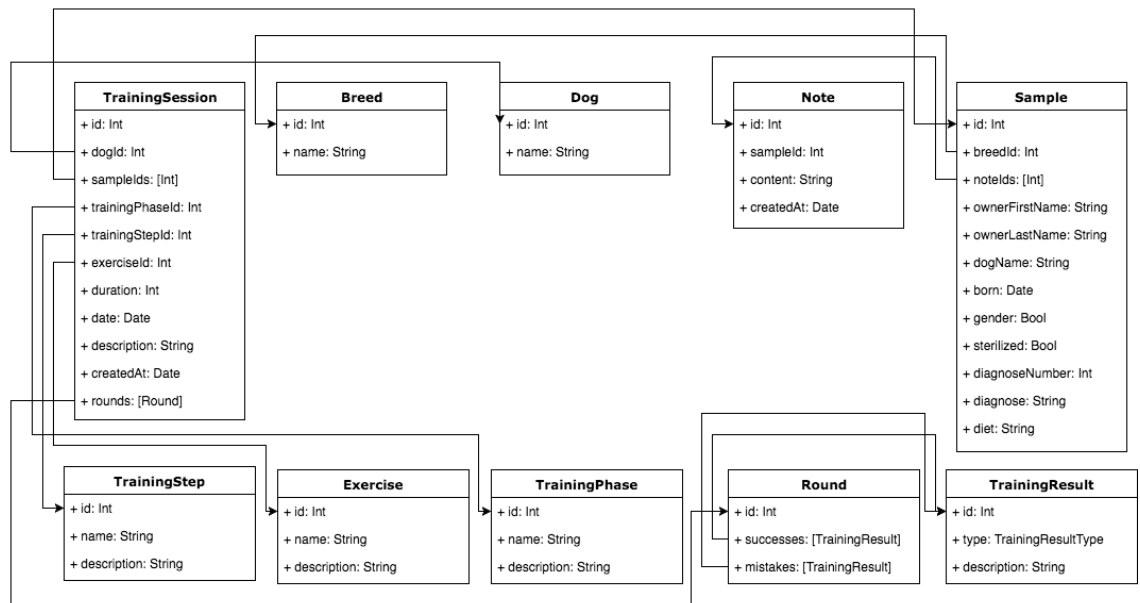 TrainingSession
+ id: Int
+ dogId: Int
+ sampleIds: [Int]
+ trainingPhaseId: Int
+ trainingStepId: Int
+ exerciseId: Int
+ duration: Int
+ date: Date
+ description: String
+ createdAt: Date
+ rounds: [Round]
Breed
+ id: Int
+ name: String
Dog
+ id: Int
+ name: String
Note
+ id: Int
+ sampleId: Int
+ content: String
+ createdAt: Date
Sample
+ id: Int
+ breedId: Int
+ noteIds: [Int]
+ ownerFirstName: String
+ ownerLastName: String
+ dogName: String
+ born: Date
+ gender: Bool
+ sterilized: Bool
+ diagnoseNumber: Int
+ diagnose: String
+ diet: String
TrainingStep
+ id: Int
+ name: String
+ description: String
Exercise
+ id: Int
+ name: String
+ description: String
TrainingPhase
+ id: Int
+ name: String
+ description: String
Round
+ id: Int
+ successes: [TrainingResult]
+ mistakes: [TrainingResult]
TrainingResult
+ id: Int
+ type: TrainingResultType
+ description: String